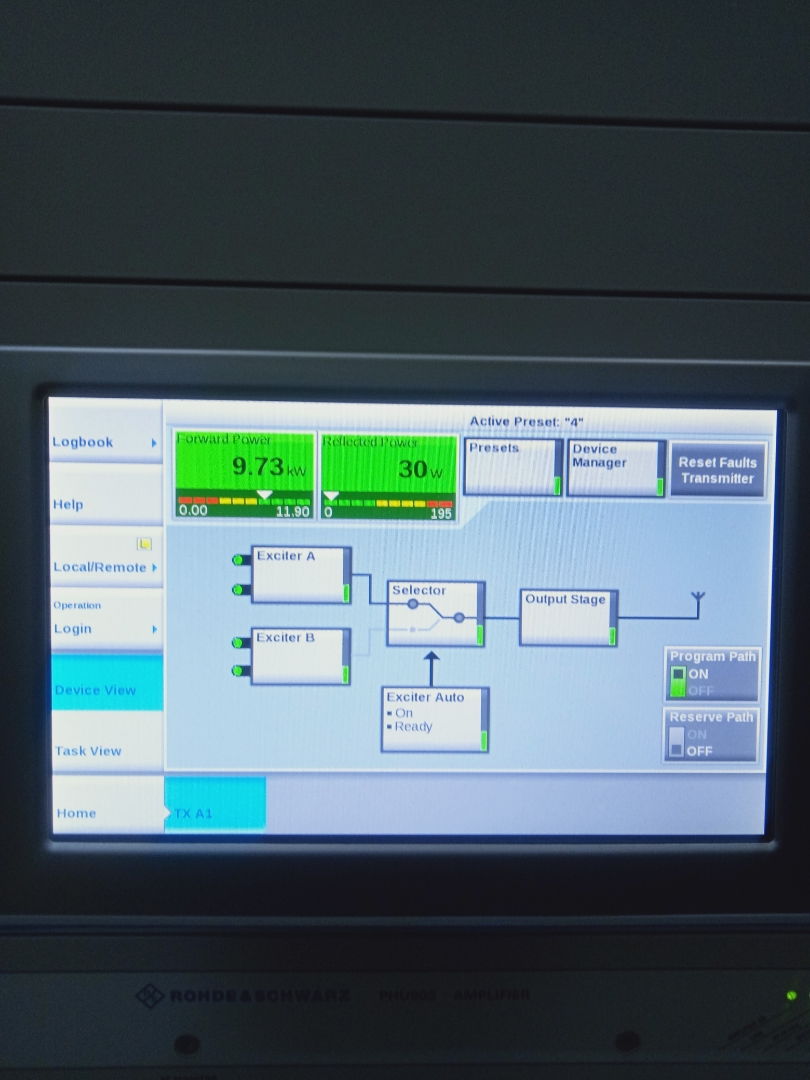 Active Preset: "4"
Logbook
Help
L
Local/Remote
Operation
Login
Device View
Task View
Home
TX A1
Forward Power
9.73 kW
0.00 11.90
Reflected Power
30 W
0 195
Presets
Device
Manager
Reset Faults
Transmitter
Exciter A
Exciter B
Selector
Output Stage
Exciter Auto
On
Ready
Program Path
ON
OFF
Reserve Path
ON
OFF
ROHDE&SCHWARZ AMPLIFIER